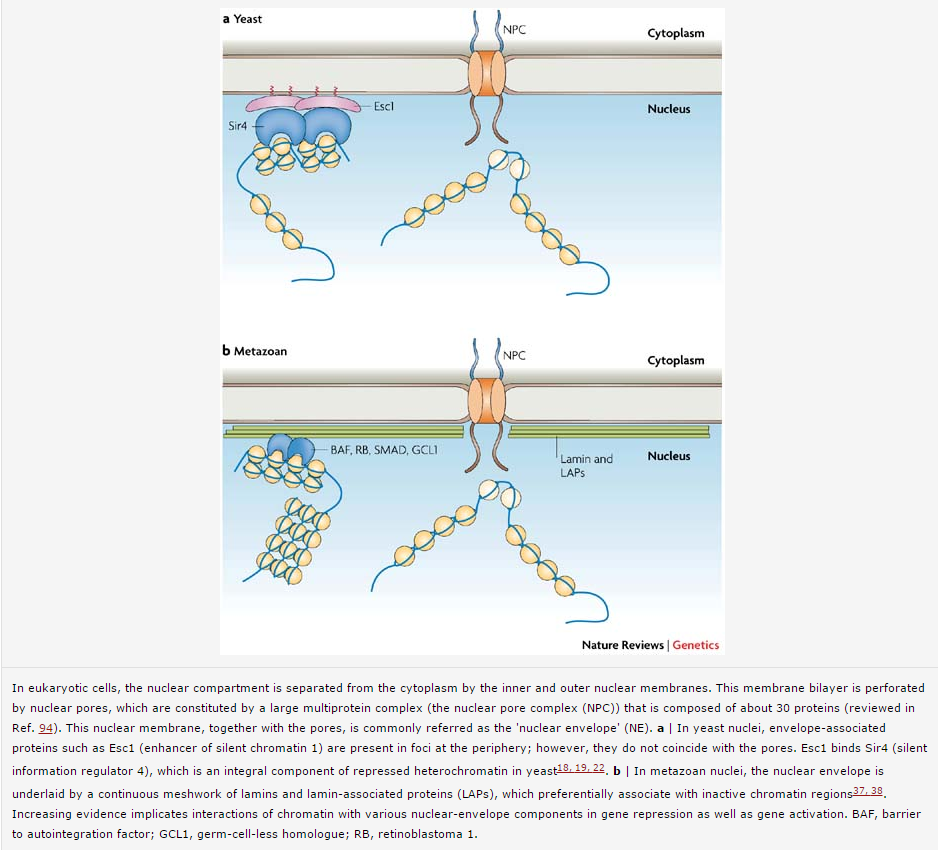 a Yeast
NPC
Cytoplasm
Esc1
Nucleus
Sir4
b Metazoan
NPC
Cytoplasm
BAF, RB, SMAD, GCL1
Lamin and
LAPs
Nucleus
Nature Reviews | Genetics
In eukaryotic cells, the nuclear compartment is separated from the cytoplasm by the inner and outer nuclear membranes. This membrane bilayer is perforated
by nuclear pores, which are constituted by a large multiprotein complex (the nuclear pore complex (NPC)) that is composed of about 30 proteins (reviewed in
Ref. 94). This nuclear membrane, together with the pores, is commonly referred as the 'nuclear envelope' (NE). a | In yeast nuclei, envelope-associated
proteins such as Esc1 (enhancer of silent chromatin 1) are present in foci at the periphery; however, they do not coincide with the pores. Esc1 binds Sir4 (silent
information regulator 4), which is an integral component of repressed heterochromatin in yeast18, 19, 22. b | In metazoan nuclei, the nuclear envelope is
underlaid by a continuous meshwork of lamins and lamin-associated proteins (LAPs), which preferentially associate with inactive chromatin regions37, 38.
Increasing evidence implicates interactions of chromatin with various nuclear-envelope components in gene repression as well as gene activation. BAF, barrier
to autointegration factor; GCL1, germ-cell-less homologue; RB, retinoblastoma 1.